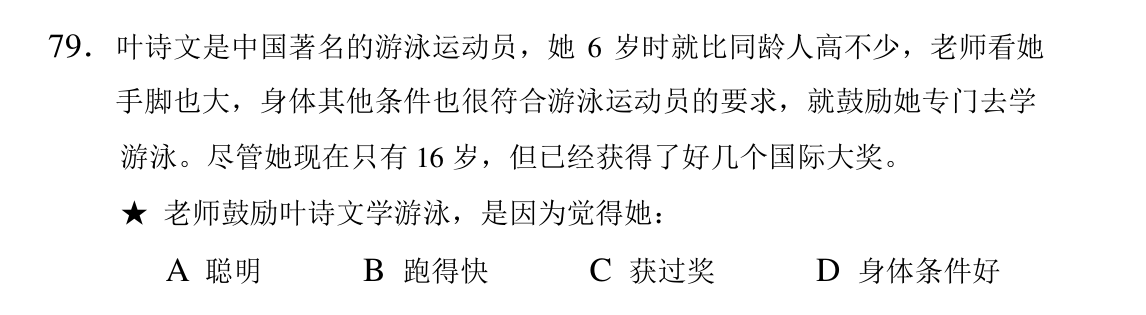 79. 叶诗文是中国著名的游泳运动员，她 6 岁时就比同龄人高不少，老师看她
手脚也大，身体其他条件也很符合游泳运动员的要求，就鼓励她专门去学
游泳。尽管她现在只有 16 岁，但已经获得了好几个国际大奖。
★ 老师鼓励叶诗文学游泳，是因为觉得她：
A 聪明 B 跑得快 C 获过奖 D 身体条件好